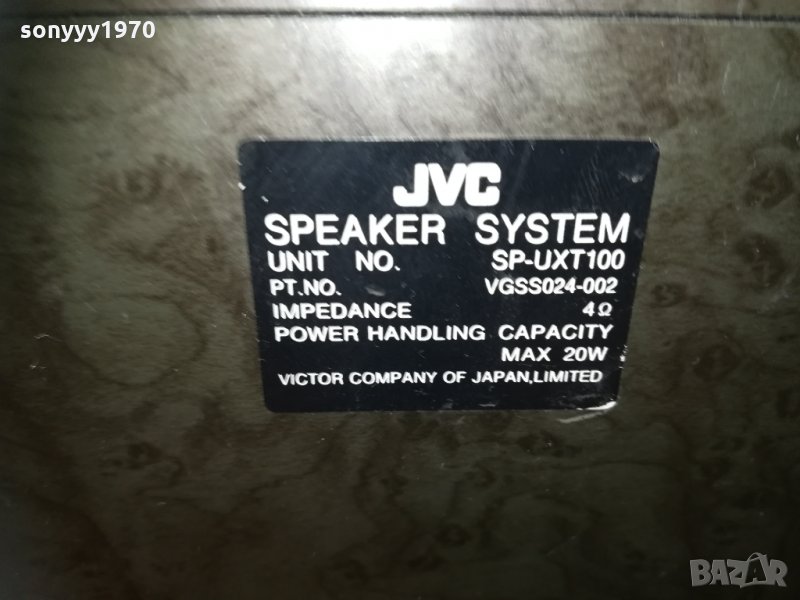 sonyyy1970
JVC
SPEAKER SYSTEM
UNIT NO. SP-UXT100
PT.NO. VGSS024-002
IMPEDANCE 4Ω
POWER HANDLING CAPACITY
MAX 20W
VICTOR COMPANY OF JAPAN,LIMITED
BAZAR